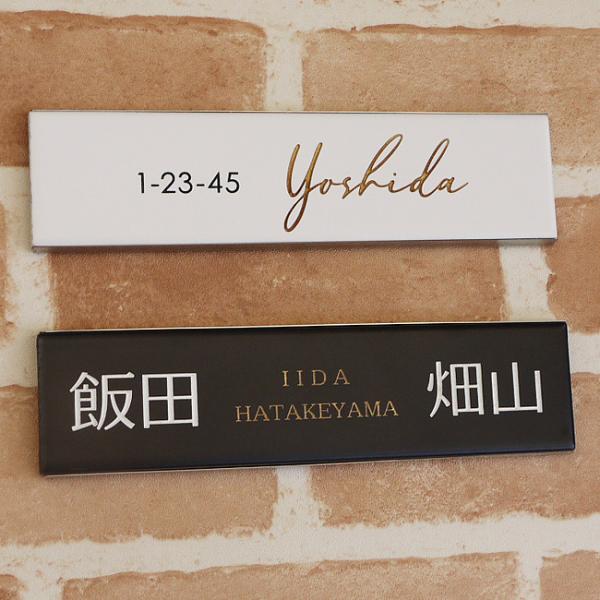 1-23-45 Yoshida
飯田
IIDA
HATAKEYAMA
畑山